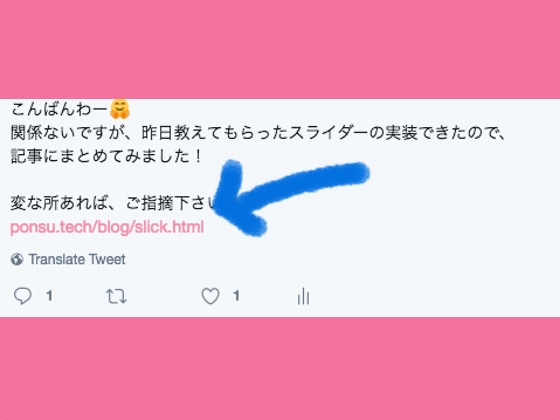 こんばんわー🤗
関係ないですが、昨日教えてもらったスライダーの実装できたので、
記事にまとめてみました！
変な所あれば、ご指摘下さい
ponsu.tech/blog/slick.html
Translate Tweet
1 1